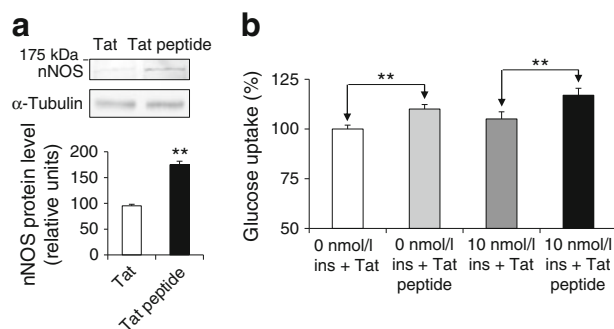 a
Tat Tat peptide
175 kDa
nNOS
α-Tubulin
nNOS protein level
(relative units)
200
150
100
50
0
Tat
Tat peptide
b
Glucose uptake (%)
125
100
75
50
**
**
**
0 nmol/l
ins + Tat
0 nmol/l
ins + Tat
peptide
10 nmol/l
ins + Tat
10 nmol/l
ins + Tat
peptide